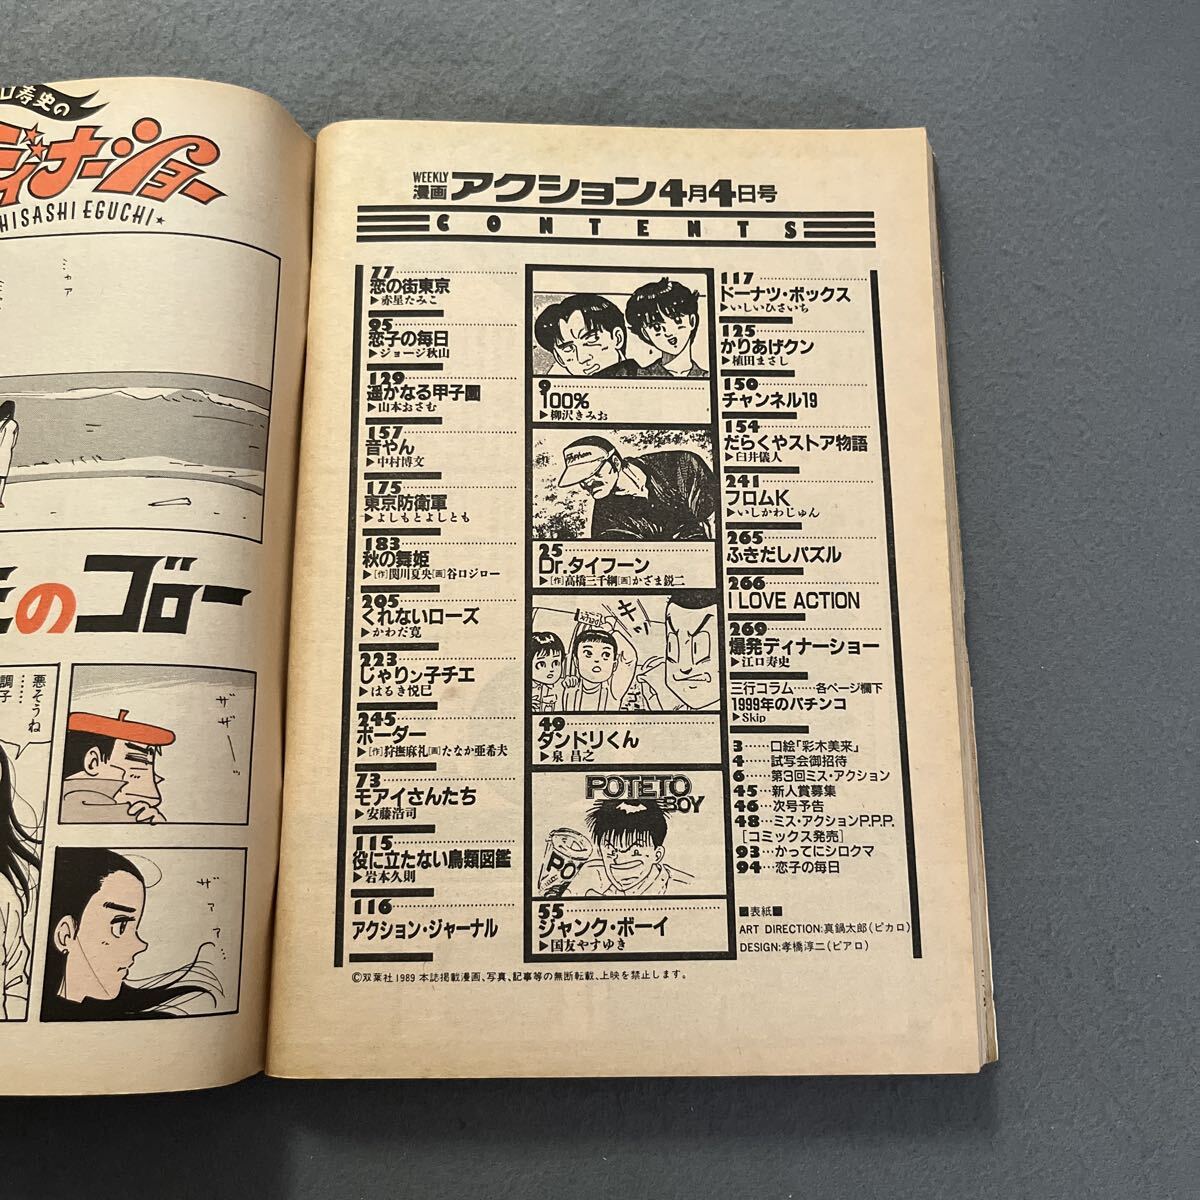 寿史の
ディナーショー
HISASHI EGUCHI
シャァ
のゴロー
悪そうね
……
調子
ザザー
ザァァ…
WEEKLY
漫画アクション4月4日号
CONTENTS
77
恋の街東京
▶赤星たみこ
95
恋子の毎日
▶ジョージ秋山
129
遥かなる甲子園
▶山本おさむ
157
音やん
▶中村博文
175
東京防衛軍
▶よしもとよしとも
183
秋の舞姫
▶[作]関川夏央[画]谷口ジロー
205
くれないローズ
▶かわだ寛
223
じゃりン子チエ
▶はるき悦巳
245
ボーダー
▶[作]狩撫麻礼[画]たなか亜希夫
73
モアイさんたち
▶安藤浩司
115
役に立たない鳥類図鑑
▶岩本久則
116
アクション・ジャーナル
9
100%
▶柳沢きみお
25
Dr.タイフーン
▶[作]高橋三千綱[画]かざま鋭二
キッ
49
ダンドリくん
▶泉 昌之
POTETO
BOY
55
ジャンク・ボーイ
▶国友やすゆき
117
ドーナツ・ボックス
▶いしいひさいち
125
かりあげクン
▶植田まさし
150
チャンネル19
154
だらくやストア物語
▶臼井儀人
241
フロムK
▶いしかわじゅん
265
ふきだしパズル
266
I LOVE ACTION
269
爆発ディナーショー
▶江口寿史
三行コラム……各ページ欄下
1999年のパチンコ
▶Skip
3……口絵「彩木美来」
4……試写会御招待
6……第3回ミス・アクション
45……新人賞募集
46……次号予告
48……ミス・アクションP.P.P.
[コミックス発売]
93……かってにシロクマ
94……恋子の毎日
■表紙■
ART DIRECTION:真鍋太郎(ピカロ)
DESIGN:孝橋淳二(ピアロ)
©双葉社1989 本誌掲載漫画、写真、記事等の無断転載、上映を禁止します。